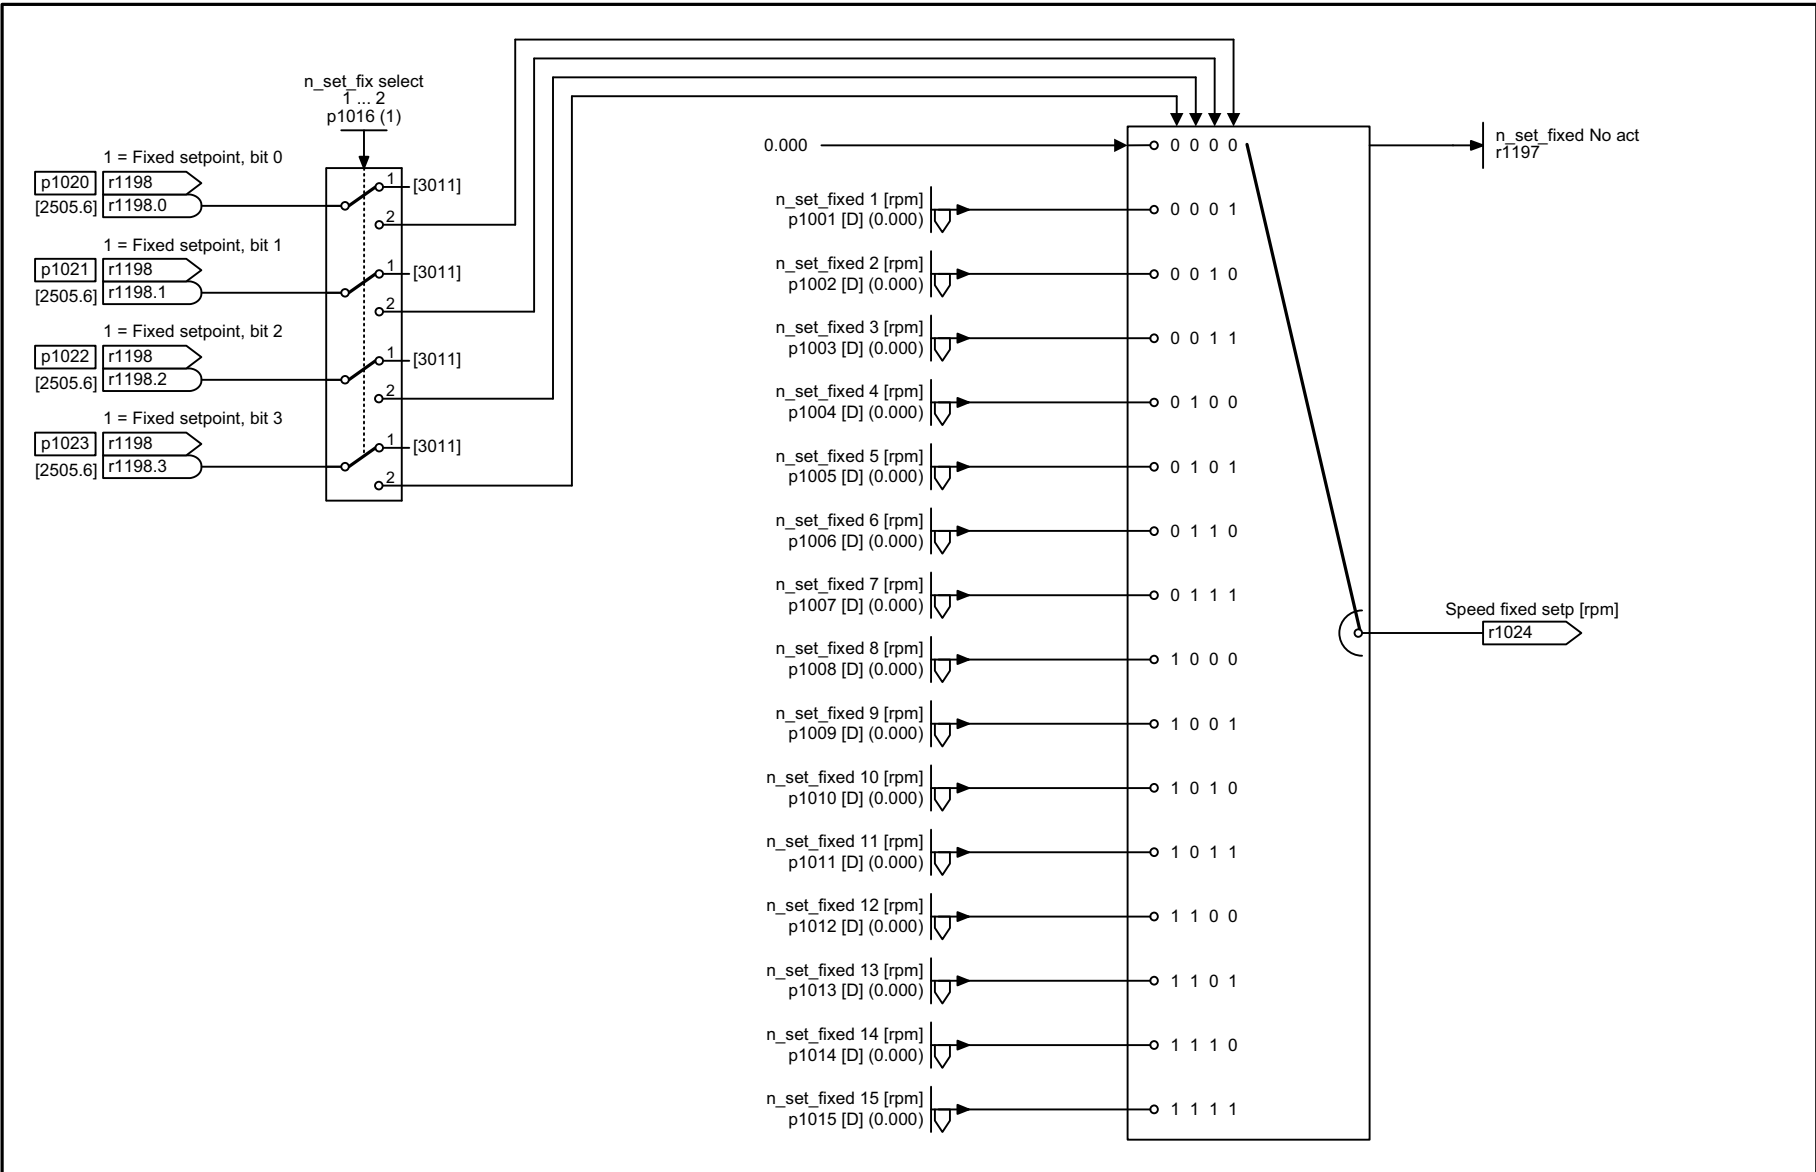 n_set_fix select
1 ... 2
p1016 (1)
1 = Fixed setpoint, bit 0
p1020 r1198
[2505.6] r1198.0
1 [3011]
2
1 = Fixed setpoint, bit 1
p1021 r1198
[2505.6] r1198.1
1 [3011]
2
1 = Fixed setpoint, bit 2
p1022 r1198
[2505.6] r1198.2
1 [3011]
2
1 = Fixed setpoint, bit 3
p1023 r1198
[2505.6] r1198.3
1 [3011]
2
0.000 0 0 0 0
n_set_fixed No act
r1197
n_set_fixed 1 [rpm]
p1001 [D] (0.000)
0 0 0 1
n_set_fixed 2 [rpm]
p1002 [D] (0.000)
0 0 1 0
n_set_fixed 3 [rpm]
p1003 [D] (0.000)
0 0 1 1
n_set_fixed 4 [rpm]
p1004 [D] (0.000)
0 1 0 0
n_set_fixed 5 [rpm]
p1005 [D] (0.000)
0 1 0 1
n_set_fixed 6 [rpm]
p1006 [D] (0.000)
0 1 1 0
n_set_fixed 7 [rpm]
p1007 [D] (0.000)
0 1 1 1
Speed fixed setp [rpm]
r1024
n_set_fixed 8 [rpm]
p1008 [D] (0.000)
1 0 0 0
n_set_fixed 9 [rpm]
p1009 [D] (0.000)
1 0 0 1
n_set_fixed 10 [rpm]
p1010 [D] (0.000)
1 0 1 0
n_set_fixed 11 [rpm]
p1011 [D] (0.000)
1 0 1 1
n_set_fixed 12 [rpm]
p1012 [D] (0.000)
1 1 0 0
n_set_fixed 13 [rpm]
p1013 [D] (0.000)
1 1 0 1
n_set_fixed 14 [rpm]
p1014 [D] (0.000)
1 1 1 0
n_set_fixed 15 [rpm]
p1015 [D] (0.000)
1 1 1 1